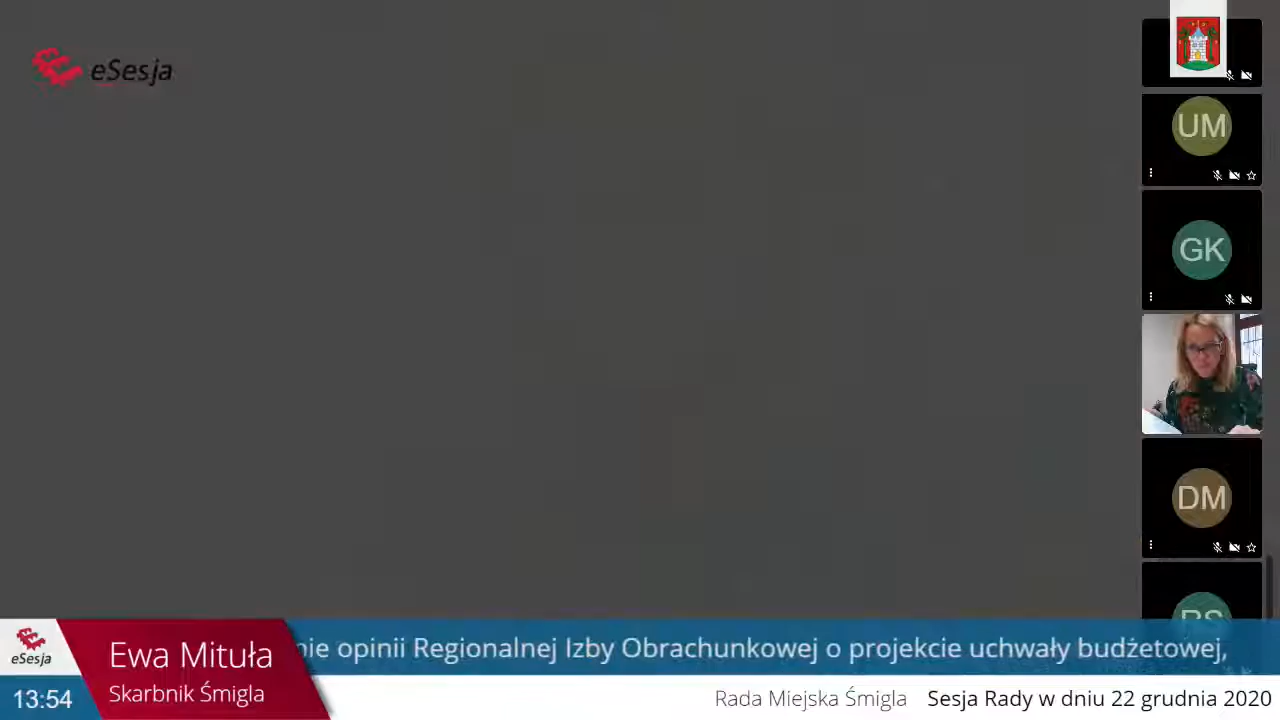 eSesja
UM
GK
DM
eSesja
Ewa Mituła
Skarbnik Śmigla
opinii Regionalnej Izby Obrachunkowej o projekcie uchwały budżetowej,
13:54
Rada Miejska Śmigla
Sesja Rady w dniu 22 grudnia 2020